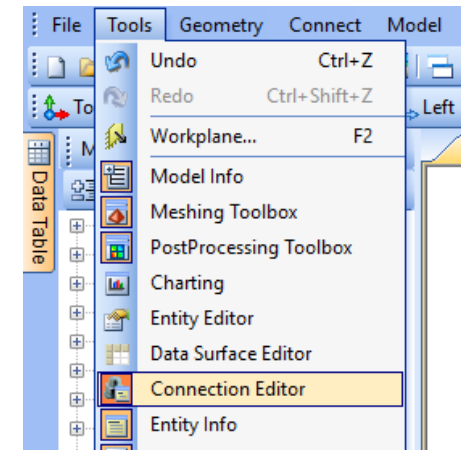 File Tools Geometry Connect Model
Undo Ctrl+Z
Redo Ctrl+Shift+Z
To
Left
Workplane... F2
M
Model Info
Meshing Toolbox
PostProcessing Toolbox
Charting
Entity Editor
Data Surface Editor
Connection Editor
Entity Info
Data Table